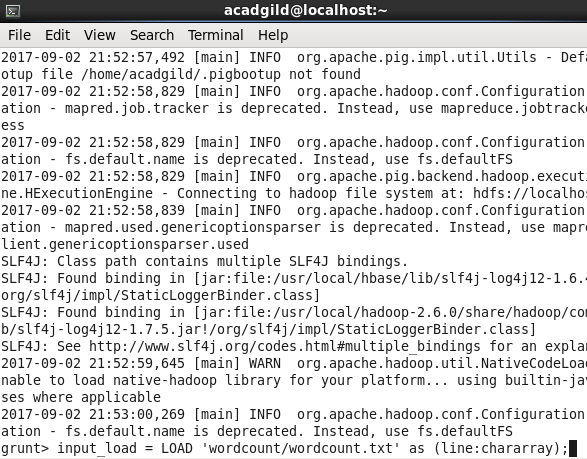 acadgild@localhost:~
File Edit View Search Terminal Help
2017-09-02 21:52:57,492 [main] INFO  org.apache.pig.impl.util.Utils - Defa
otup file /home/acadgild/.pigbootup not found
2017-09-02 21:52:58,829 [main] INFO  org.apache.hadoop.conf.Configuration
ation - mapred.job.tracker is deprecated. Instead, use mapreduce.jobtracke
ess
2017-09-02 21:52:58,829 [main] INFO  org.apache.hadoop.conf.Configuration
ation - fs.default.name is deprecated. Instead, use fs.defaultFS
2017-09-02 21:52:58,829 [main] INFO  org.apache.pig.backend.hadoop.executi
ne.HExecutionEngine - Connecting to hadoop file system at: hdfs://localhos
2017-09-02 21:52:58,839 [main] INFO  org.apache.hadoop.conf.Configuration
ation - mapred.used.genericoptionsparser is deprecated. Instead, use mapre
lient.genericoptionsparser.used
SLF4J: Class path contains multiple SLF4J bindings.
SLF4J: Found binding in [jar:file:/usr/local/hbase/lib/slf4j-log4j12-1.6.4
org/slf4j/impl/StaticLoggerBinder.class]
SLF4J: Found binding in [jar:file:/usr/local/hadoop-2.6.0/share/hadoop/com
b/slf4j-log4j12-1.7.5.jar!/org/slf4j/impl/StaticLoggerBinder.class]
SLF4J: See http://www.slf4j.org/codes.html#multiple_bindings for an explan
2017-09-02 21:52:59,645 [main] WARN  org.apache.hadoop.util.NativeCodeLoad
nable to load native-hadoop library for your platform... using builtin-jav
ses where applicable
2017-09-02 21:53:00,269 [main] INFO  org.apache.hadoop.conf.Configuration
ation - fs.default.name is deprecated. Instead, use fs.defaultFS
grunt> input_load = LOAD 'wordcount/wordcount.txt' as (line:chararray);